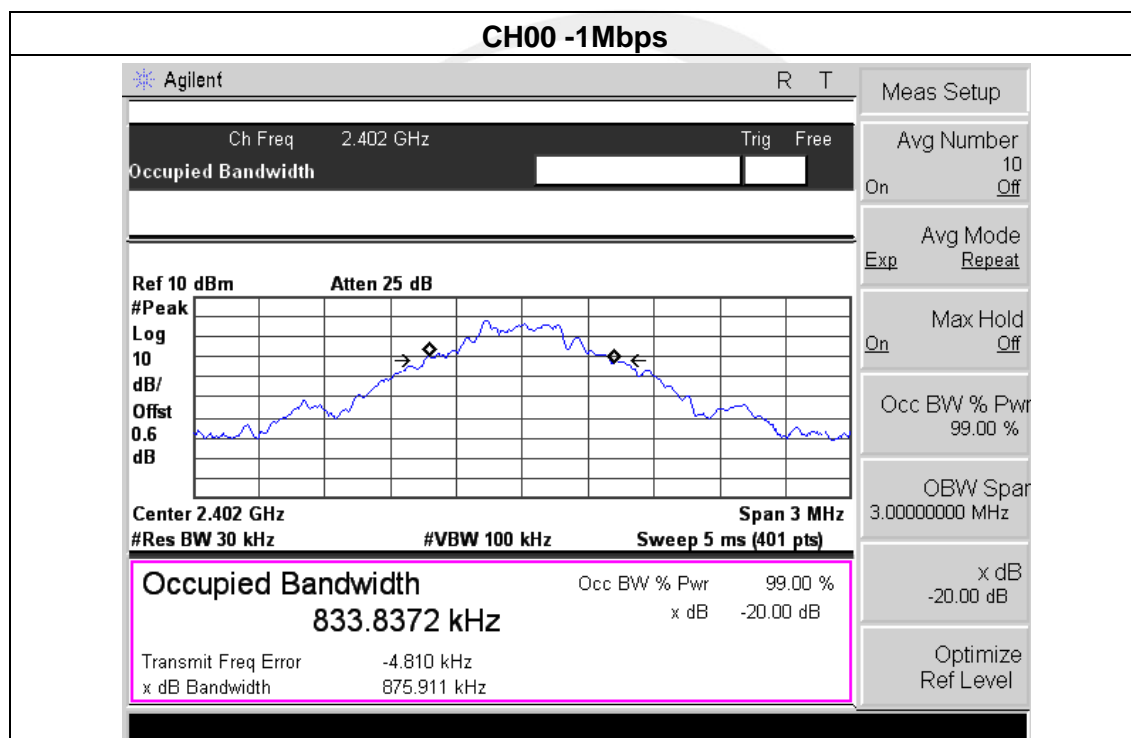 CH00 -1Mbps
Agilent R T
Ch Freq 2.402 GHz Trig Free
Occupied Bandwidth
Ref 10 dBm Atten 25 dB
#Peak
Log
10
dB/
Offst
0.6
dB
Center 2.402 GHz Span 3 MHz
#Res BW 30 kHz #VBW 100 kHz Sweep 5 ms (401 pts)
Occupied Bandwidth Occ BW % Pwr 99.00 %
833.8372 kHz x dB -20.00 dB
Transmit Freq Error -4.810 kHz
x dB Bandwidth 875.911 kHz
Meas Setup
Avg Number
10
On Off
Avg Mode
Exp Repeat
Max Hold
On Off
Occ BW % Pwr
99.00 %
OBW Span
3.00000000 MHz
x dB
-20.00 dB
Optimize
Ref Level